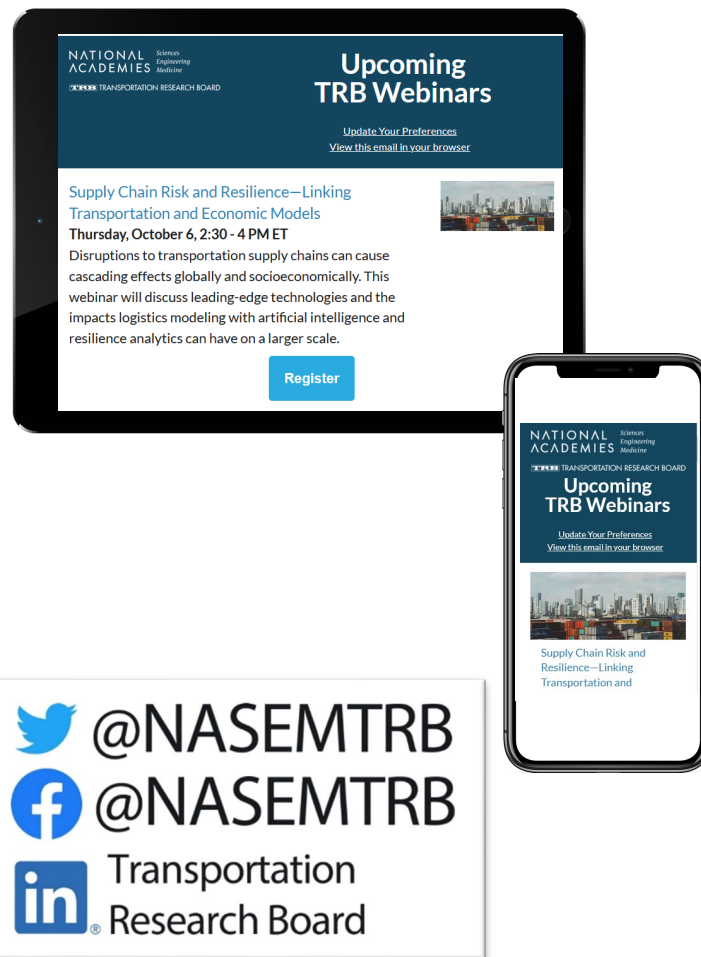 NATIONAL Sciences
ACADEMIES Engineering
Medicine
TRB TRANSPORTATION RESEARCH BOARD
Upcoming
TRB Webinars
Update Your Preferences
View this email in your browser
Supply Chain Risk and Resilience—Linking
Transportation and Economic Models
Thursday, October 6, 2:30 - 4 PM ET
Disruptions to transportation supply chains can cause
cascading effects globally and socioeconomically. This
webinar will discuss leading-edge technologies and the
impacts logistics modeling with artificial intelligence and
resilience analytics can have on a larger scale.
Register
NATIONAL Sciences
ACADEMIES Engineering
Medicine
TRB TRANSPORTATION RESEARCH BOARD
Upcoming
TRB Webinars
Update Your Preferences
View this email in your browser
Supply Chain Risk and
Resilience—Linking
Transportation and
@NASEMTRB
f @NASEMTRB
in® Transportation
Research Board